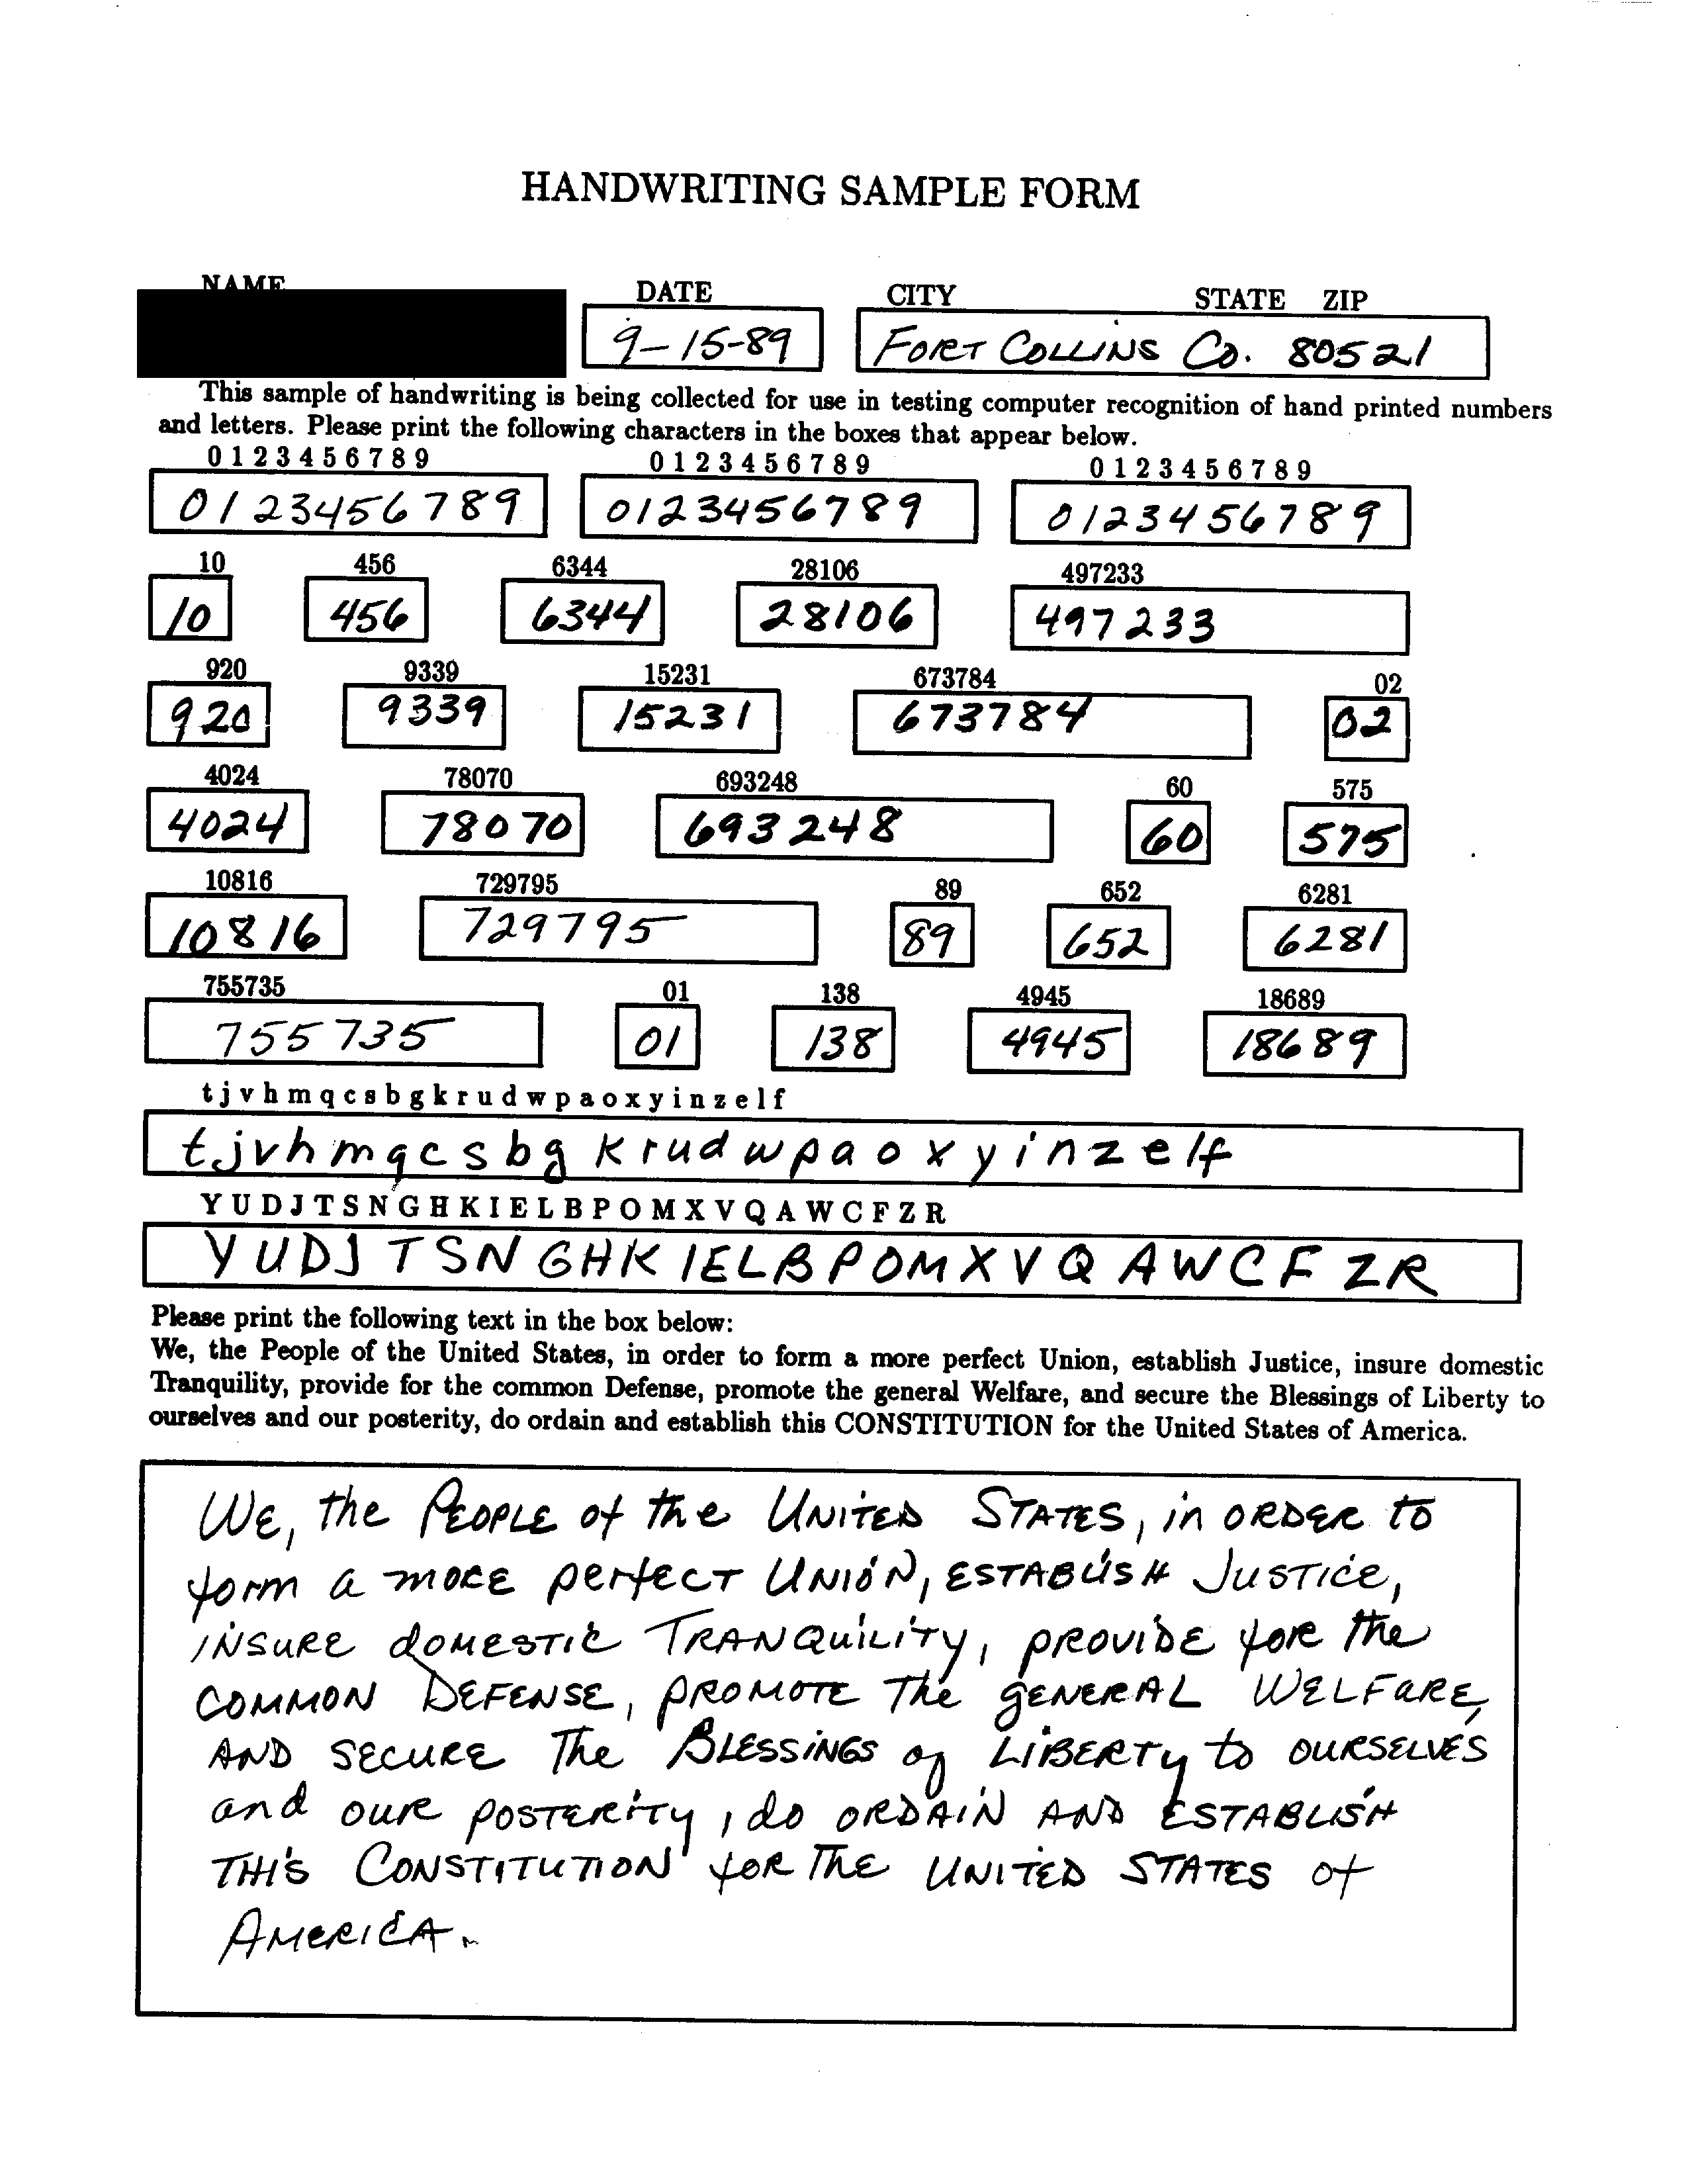 HANDWRITING SAMPLE FORM
NAME DATE CITY STATE ZIP
9-15-89 FORT COLLINS CO. 80521
This sample of handwriting is being collected for use in testing computer recognition of hand printed numbers
and letters. Please print the following characters in the boxes that appear below.
0 1 2 3 4 5 6 7 8 9 0 1 2 3 4 5 6 7 8 9 0 1 2 3 4 5 6 7 8 9
0123456789 0123456789 0123456789
10 456 6344 28106 497233
10 456 6344 28106 497233
920 9339 15231 673784 02
920 9339 15231 673784 02
4024 78070 693248 60 575
4024 78070 693248 60 575
10816 729795 89 652 6281
10816 729795 89 652 6281
755735 01 138 4945 18689
755735 01 138 4945 18689
t j v h m q c s b g k r u d w p a o x y i n z e l f
t j v h m q c s b g k r u d w p a o x y i n z e l f
Y U D J T S N G H K I E L B P O M X V Q A W C F Z R
Y U D J T S N G H K I E L B P O M X V Q A W C F Z R
Please print the following text in the box below:
We, the People of the United States, in order to form a more perfect Union, establish Justice, insure domestic
Tranquility, provide for the common Defense, promote the general Welfare, and secure the Blessings of Liberty to
ourselves and our posterity, do ordain and establish this CONSTITUTION for the United States of America.
WE, the PEOPLE of the UNITED STATES, in ORDER to
form a MORE perfECT UNION, ESTABLISH JUSTICE,
INSURE dOMESTIC TRANQUILITY, PROVIDE fOR the
COMMON DEFENSE, PROMOTE The gENERAL WELFARE,
AND SECURE The BLESSINGS of LIBERTY to OURSELVES
and OUR POSTERITY, do ORDAIN AND ESTABLISH
THIS CONSTITUTION fOR THE UNITED STATES of
AMERICA.